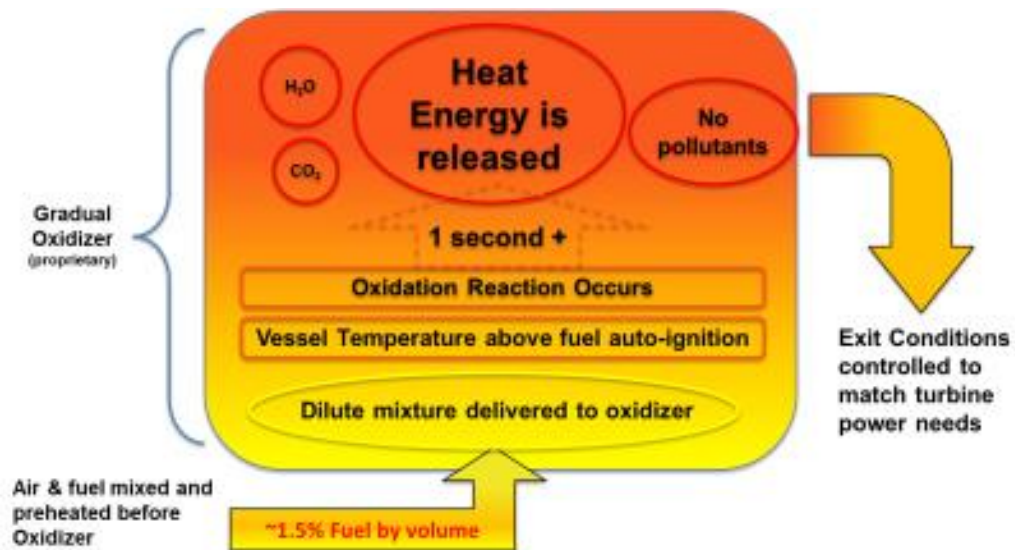 H₂O
CO₂
Heat
Energy is
released
No
pollutants
Gradual
Oxidizer
(proprietary)
1 second +
Oxidation Reaction Occurs
Vessel Temperature above fuel auto-ignition
Dilute mixture delivered to oxidizer
Exit Conditions
controlled to
match turbine
power needs
Air & fuel mixed and
preheated before
Oxidizer
~1.5% Fuel by volume